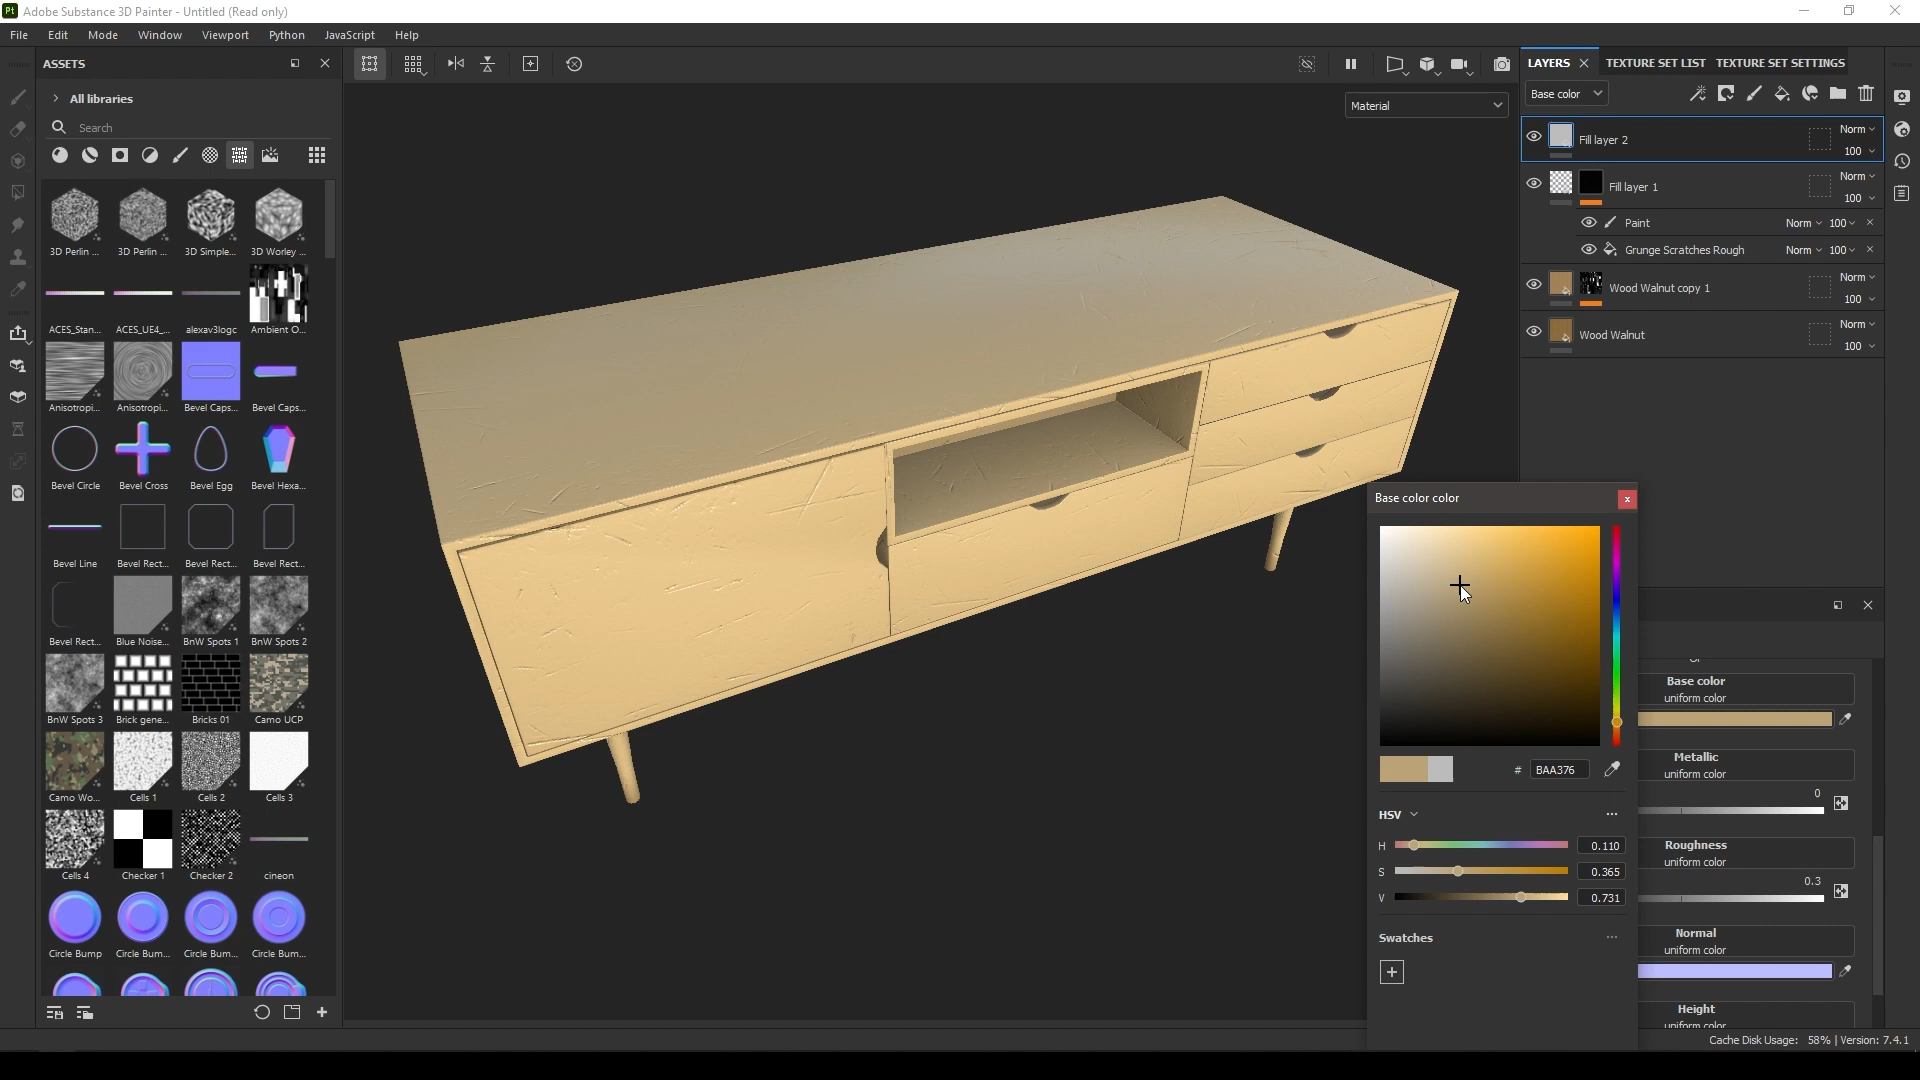 Pt Adobe Substance 3D Painter - Untitled (Read only)
File Edit Mode Window Viewport Python JavaScript Help
ASSETS
All libraries
Search
3D Perlin ... 3D Perlin ... 3D Simple... 3D Worley ...
ACES_Stan... ACES_UE4_... alexav3logc Ambient O...
Anisotropi... Anisotropi... Bevel Caps... Bevel Caps...
Bevel Circle Bevel Cross Bevel Egg Bevel Hexa...
Bevel Line Bevel Rect... Bevel Rect... Bevel Rect...
Bevel Rect... Blue Noise... BnW Spots 1 BnW Spots 2
BnW Spots 3 Brick gene... Bricks 01 Camo UCP
Camo Wo... Cells 1 Cells 2 Cells 3
Cells 4 Checker 1 Checker 2 cineon
Circle Bump Circle Bum... Circle Bum... Circle Bum...
Material
LAYERS TEXTURE SET LIST TEXTURE SET SETTINGS
Base color
Fill layer 2 Norm
100
Fill layer 1 Norm
100
Paint Norm 100
Grunge Scratches Rough Norm 100
Wood Walnut copy 1 Norm
100
Wood Walnut Norm
100
Base color color
# BAA376
HSV
H 0.110
S 0.365
V 0.731
Swatches
Base color
uniform color
Metallic
uniform color
0
Roughness
uniform color
0.3
Normal
uniform color
Height
uniform color
Cache Disk Usage: 58% | Version: 7.4.1